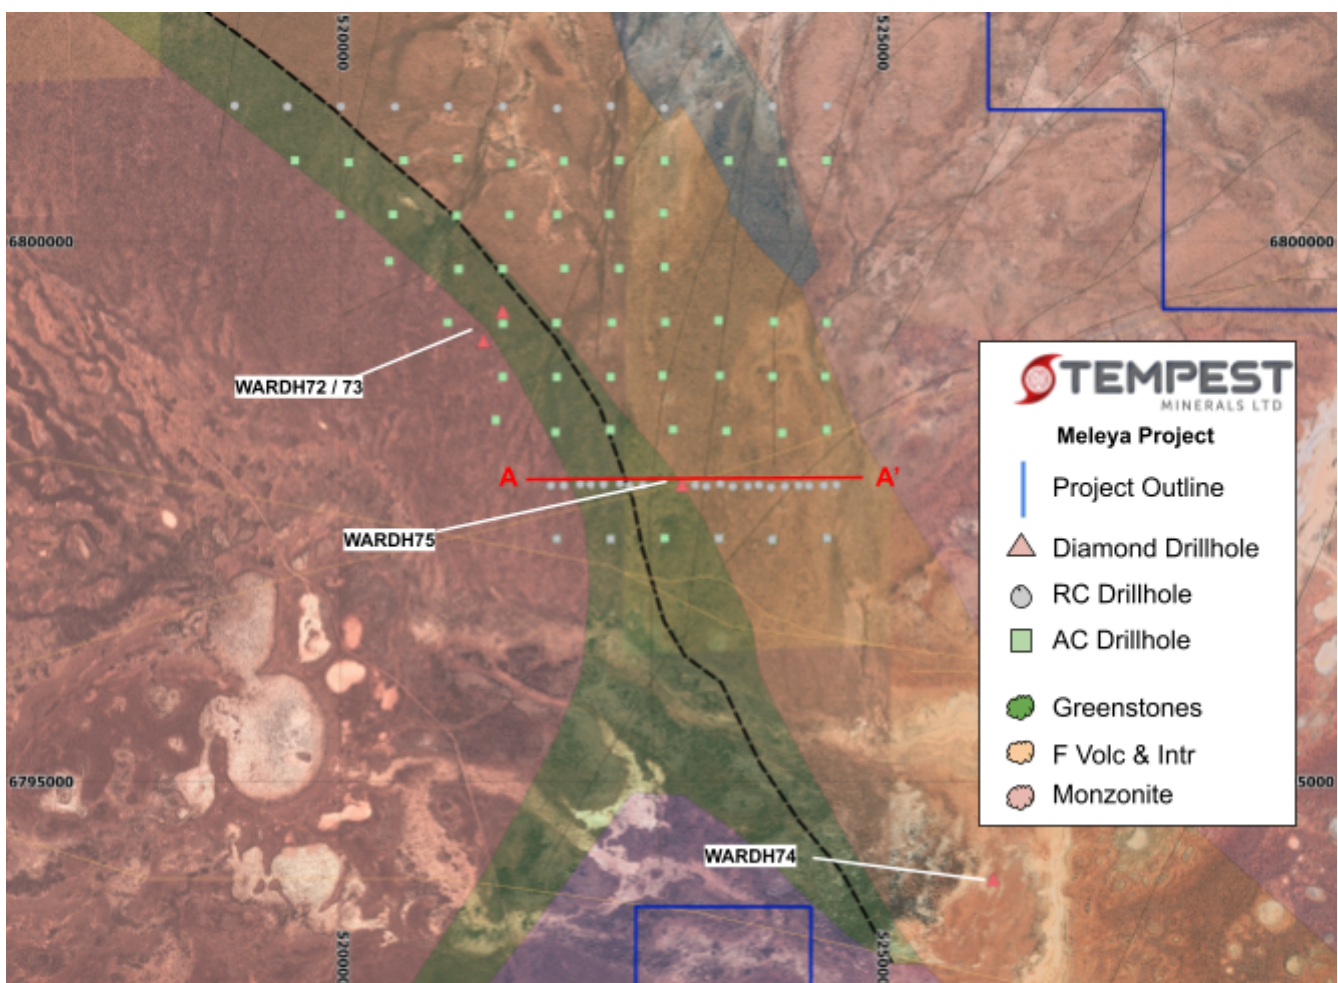 520000
525000
6800000
6800000
WARDH72 / 73
A
A'
WARDH75
TEMPEST
MINERALS LTD
Meleya Project
Project Outline
Diamond Drillhole
RC Drillhole
AC Drillhole
Greenstones
F Volc & Intr
Monzonite
6795000
5000
WARDH74
520000
525000